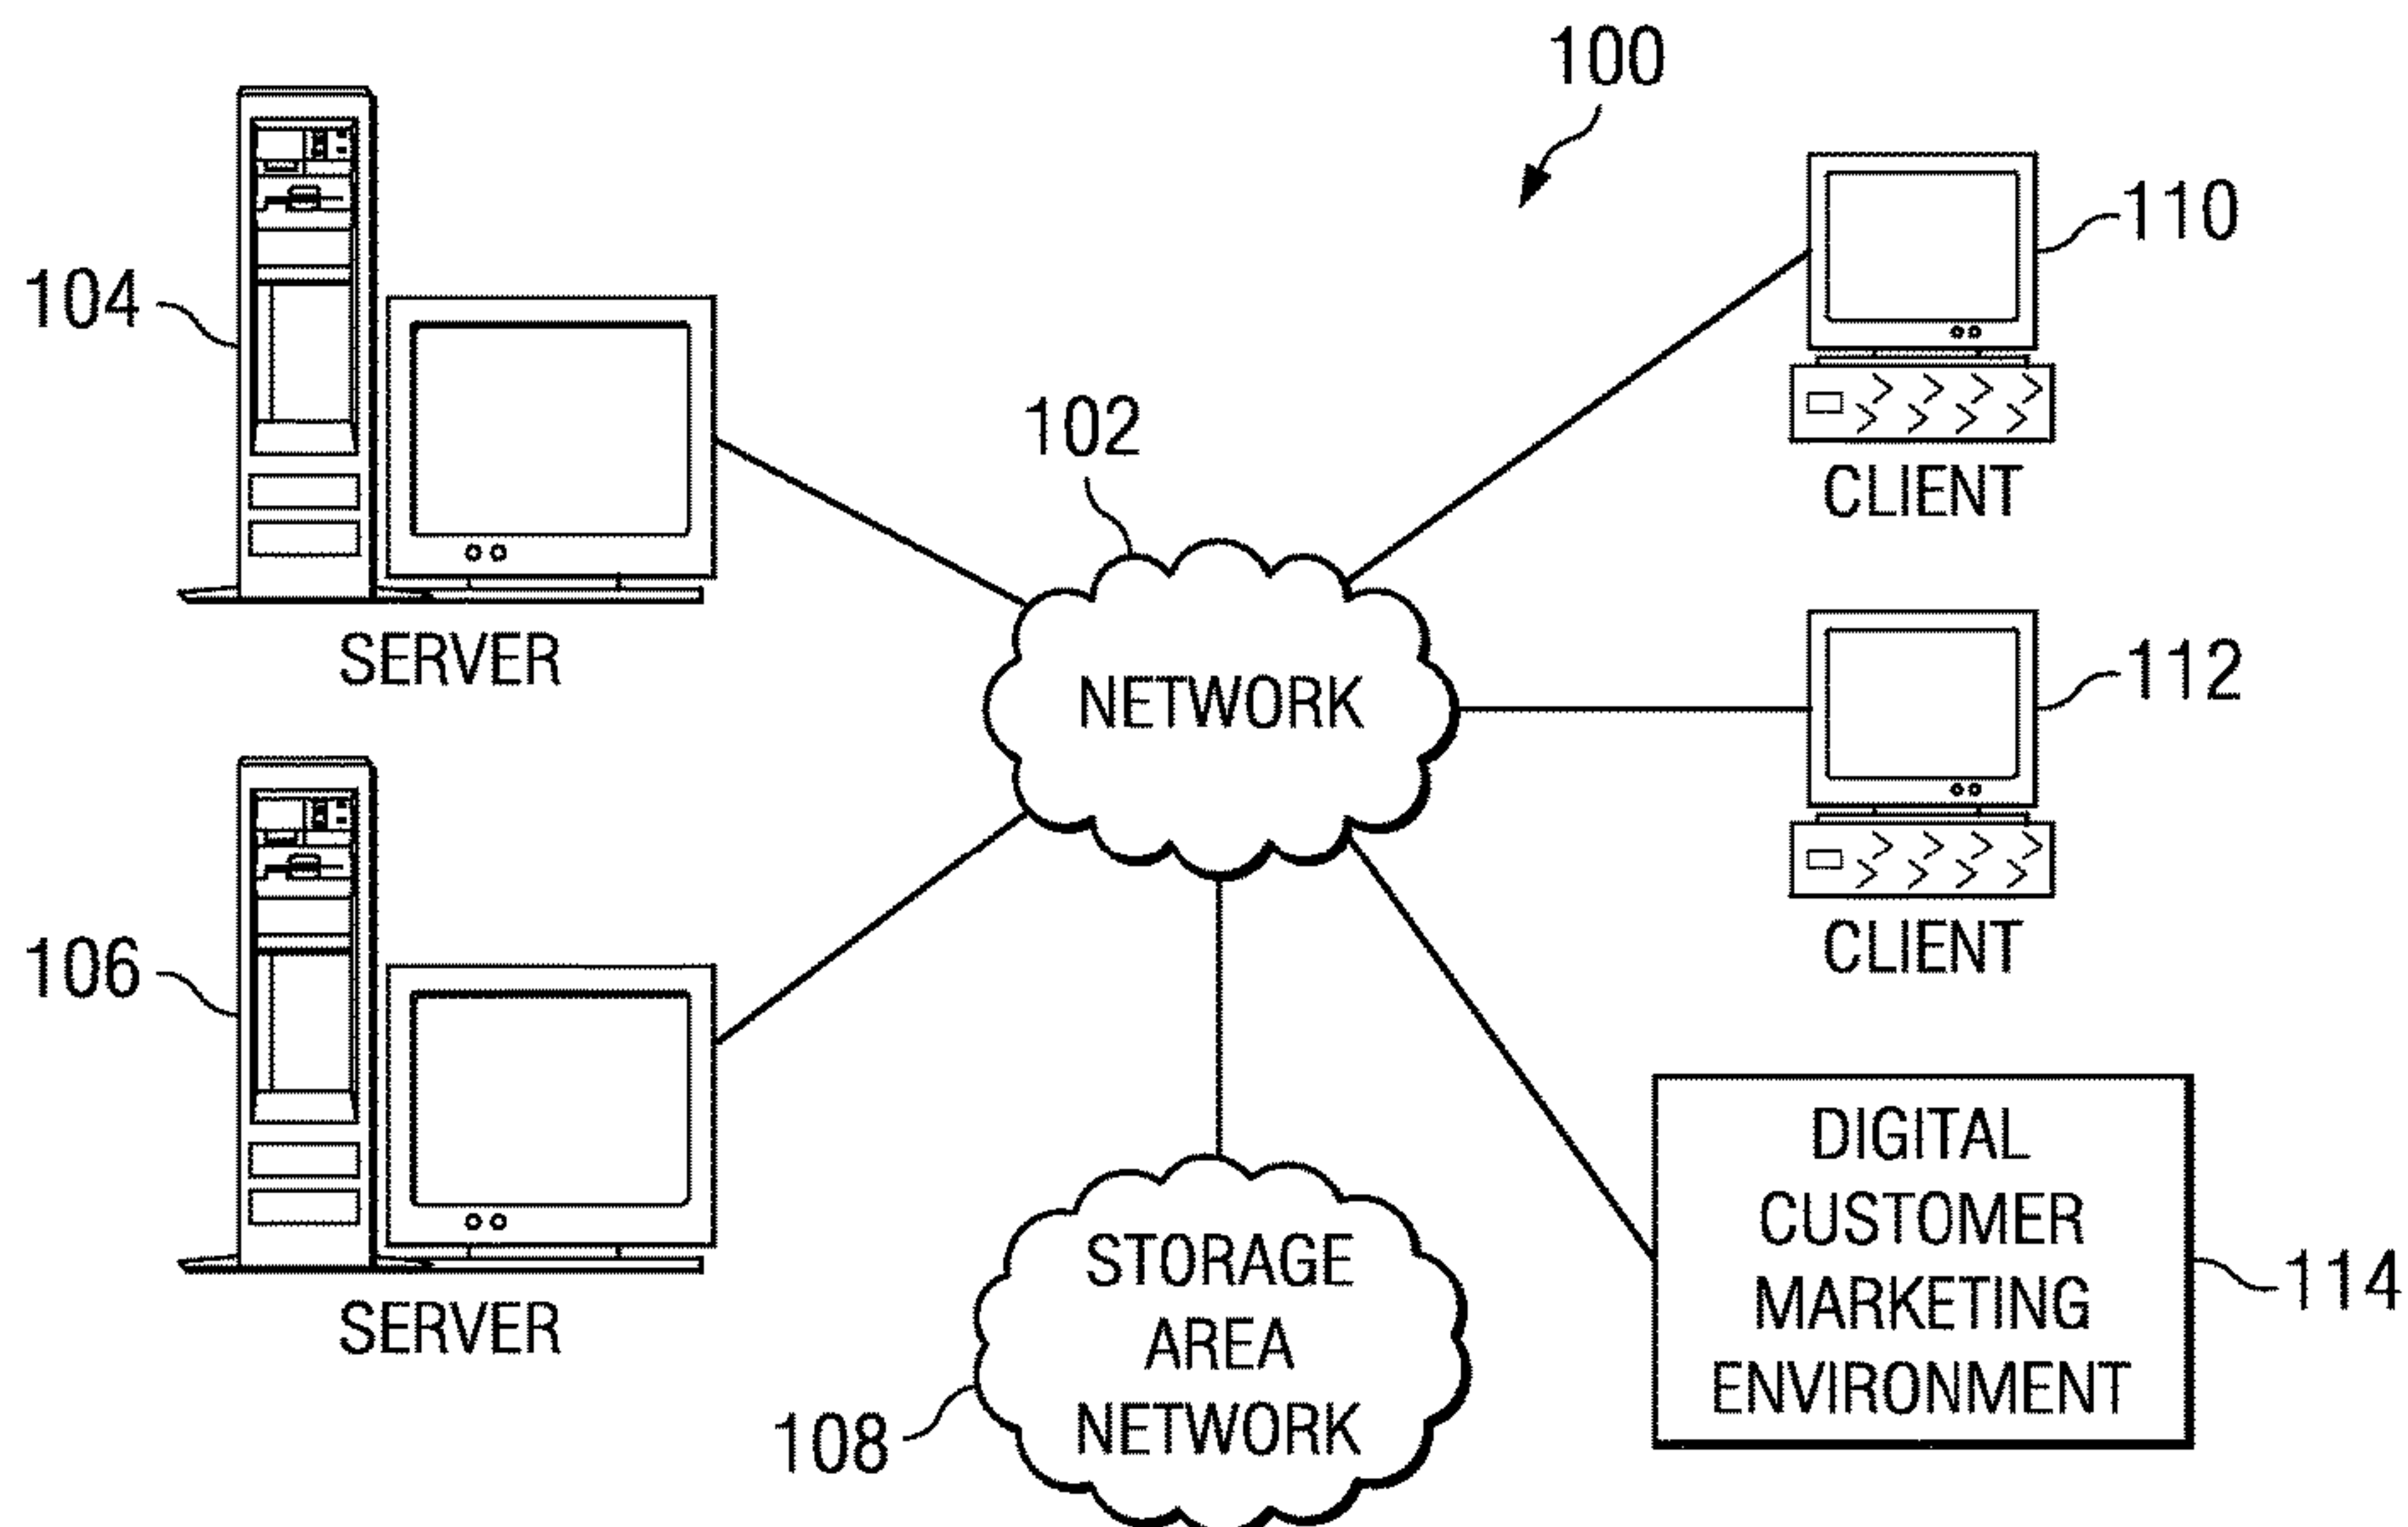 100
104
SERVER
102
NETWORK
110
CLIENT
112
CLIENT
106
SERVER
STORAGE
AREA
NETWORK
108
DIGITAL
CUSTOMER
MARKETING
ENVIRONMENT
114